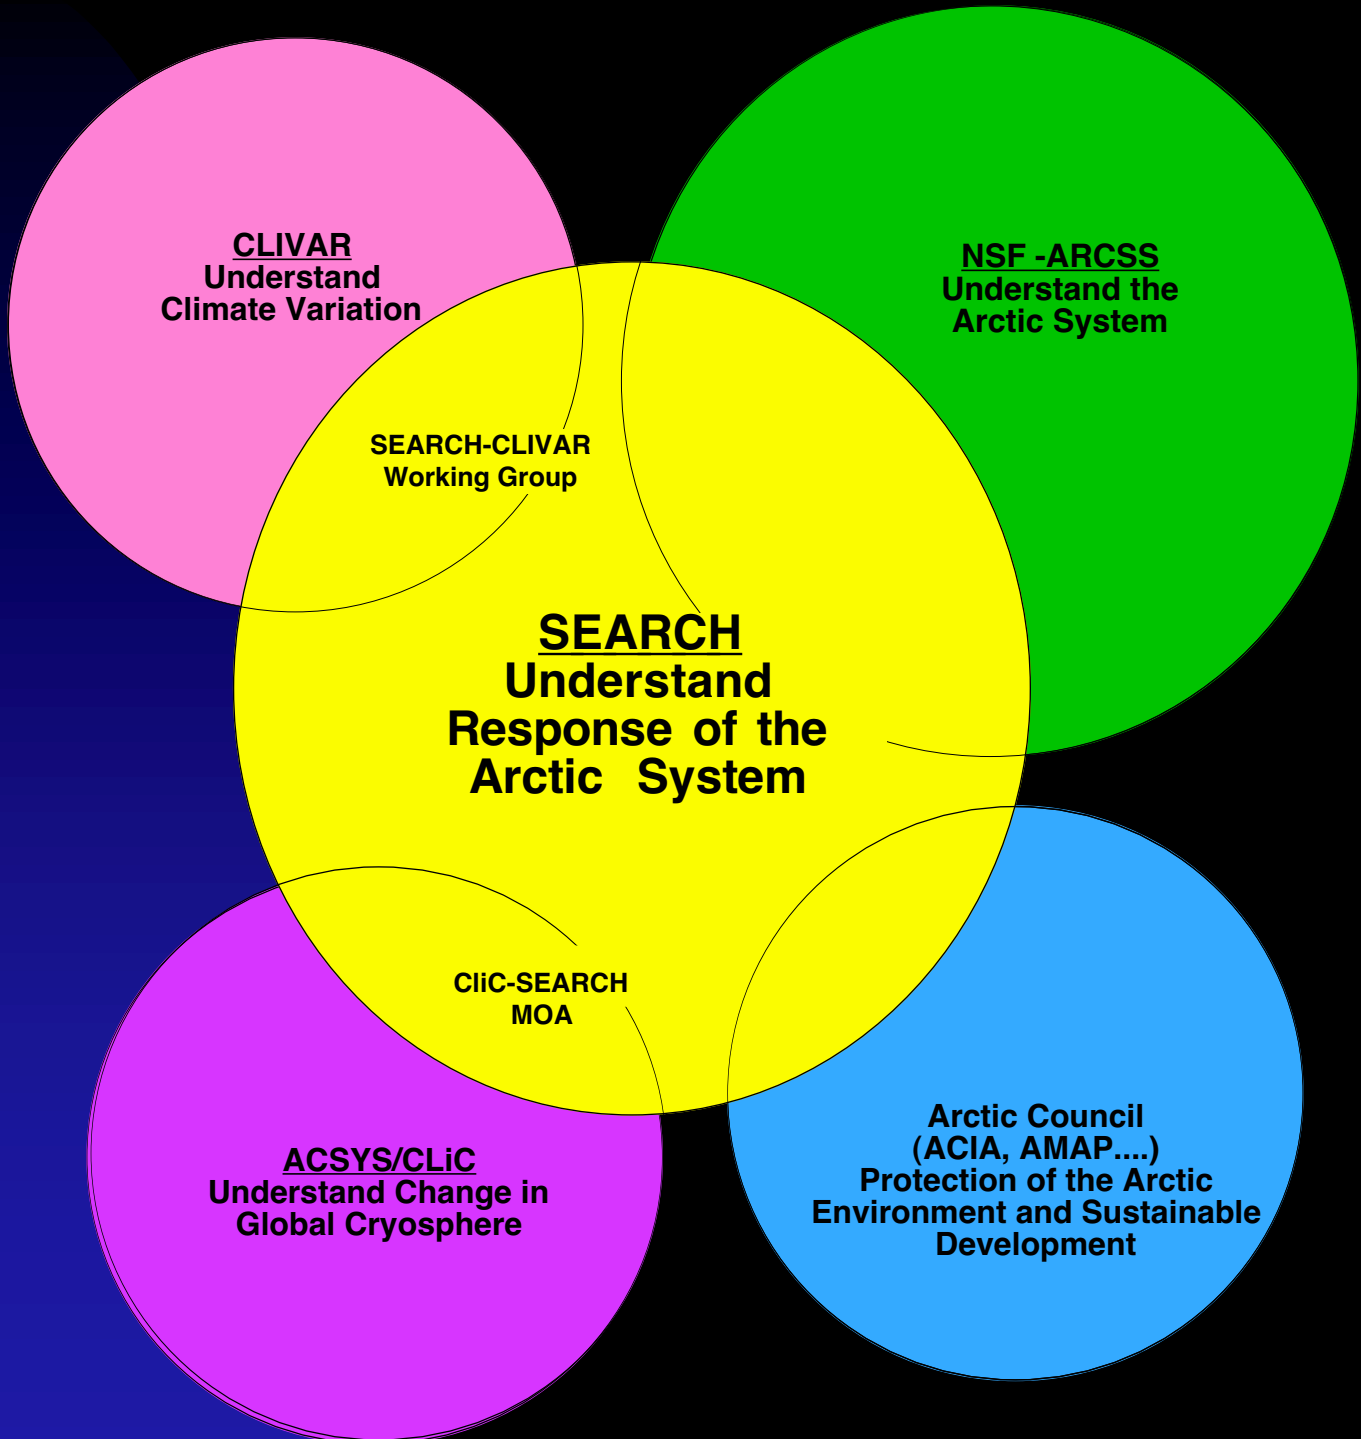 CLIVAR
Understand
Climate Variation
NSF -ARCSS
Understand the
Arctic System
SEARCH-CLIVAR
Working Group
SEARCH
Understand
Response of the
Arctic System
CliC-SEARCH
MOA
ACSYS/CLiC
Understand Change in
Global Cryosphere
Arctic Council
(ACIA, AMAP....)
Protection of the Arctic
Environment and Sustainable
Development